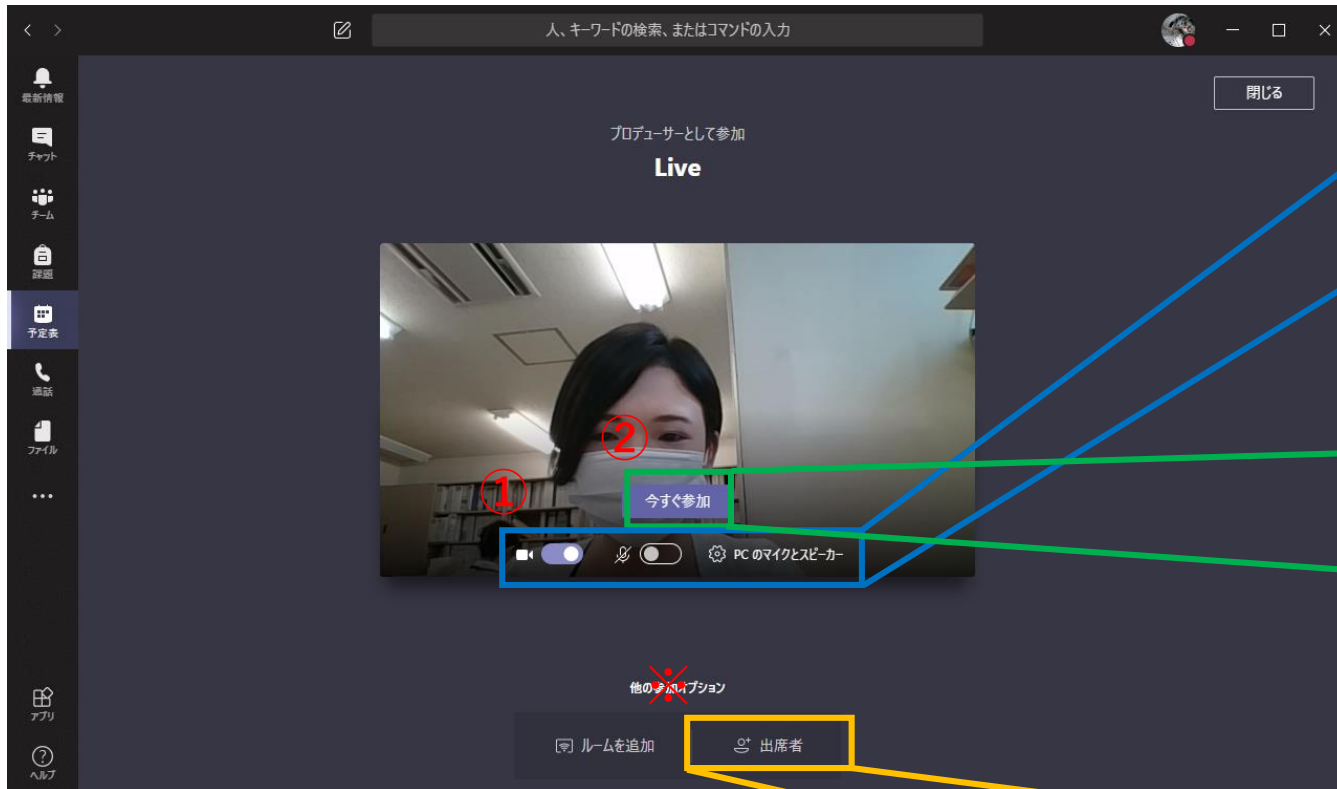 人、キーワードの検索、またはコマンドの入力
最新情報
チャット
チーム
課題
予定表
通話
ファイル
アプリ
ヘルプ
閉じる
プロデューサーとして参加
Live
②
①
今すぐ参加
PC のマイクとスピーカー
※
他の参加オプション
ルームを追加
出席者